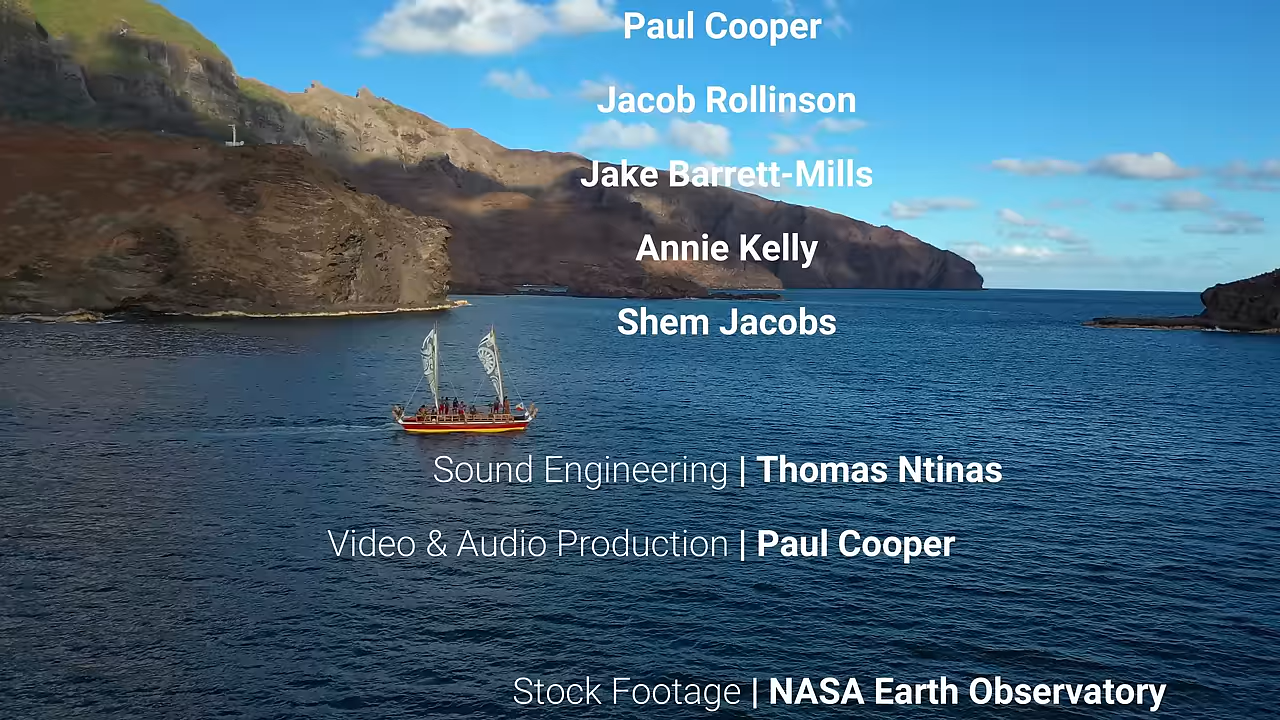 Paul Cooper
Jacob Rollinson
Jake Barrett-Mills
Annie Kelly
Shem Jacobs
Sound Engineering | Thomas Ntinas
Video & Audio Production | Paul Cooper
Stock Footage | NASA Earth Observatory